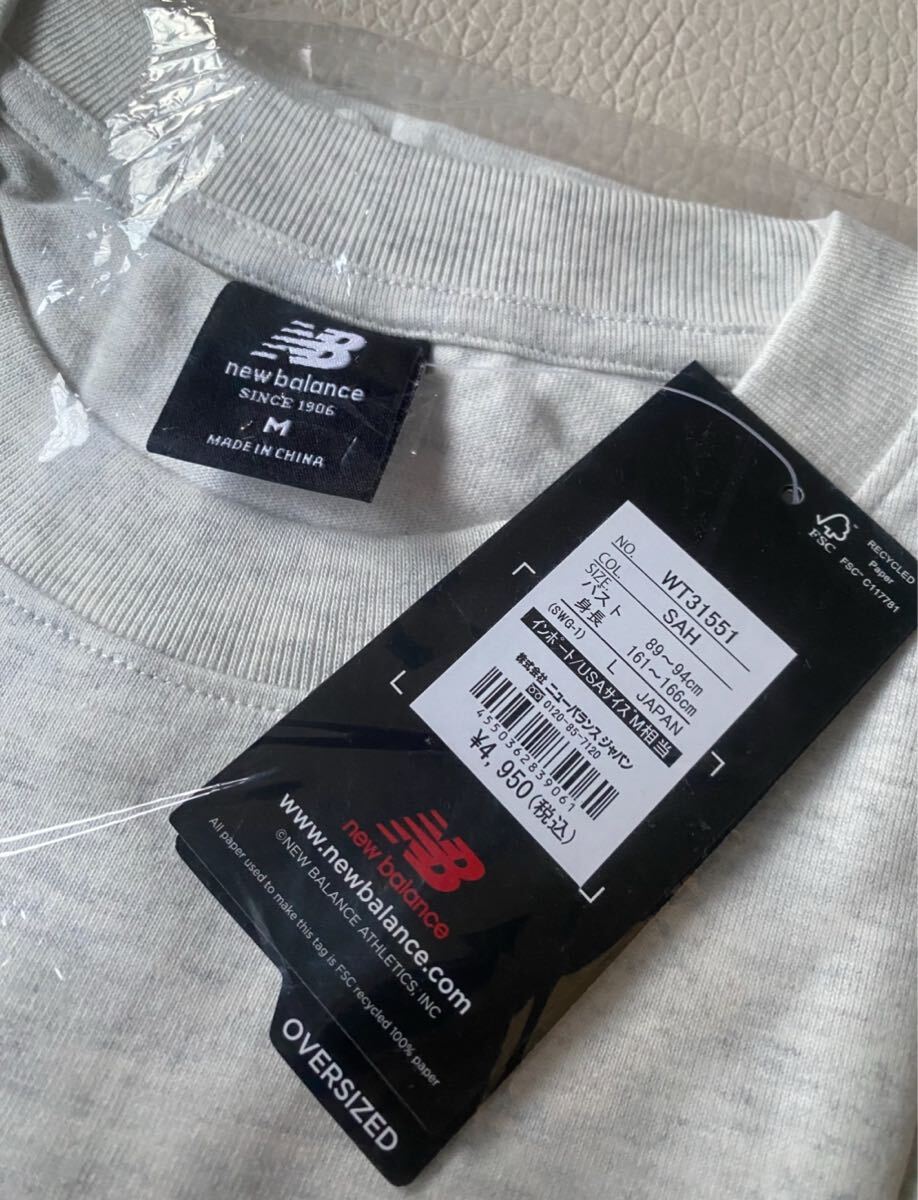 NB
new balance
SINCE 1906
M
MADE IN CHINA
FSC
RECYCLED
Paper
FSC™ C117781
NO. WT31551
COL. SAH
SIZE.
バスト 89～94cm
身長 161～166cm
(SWG-1) L JAPAN
インポート/USAサイズ M相当
株式会社 ニューバランス ジャパン
0120-85-7120
4550362839061
¥4,950(税込)
NB
new balance
www.newbalance.com
©NEW BALANCE ATHLETICS, INC
All paper used to make this tag is FSC recycled 100% paper
OVERSIZED